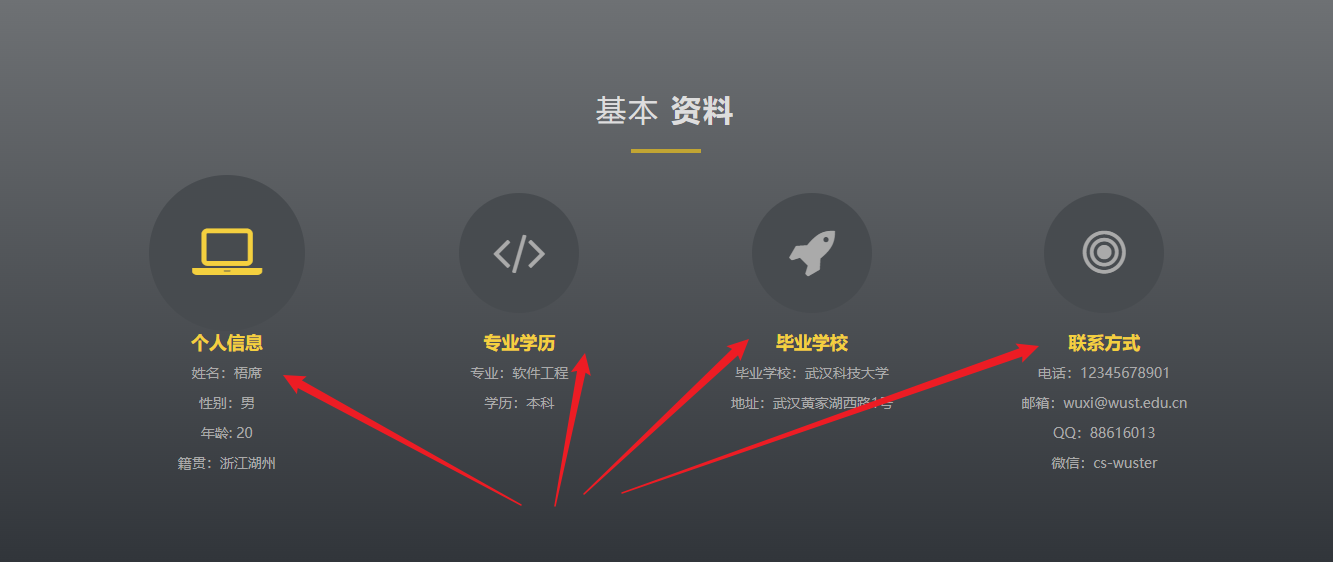 基本 资料
个人信息
姓名：梧席
性别：男
年龄: 20
籍贯：浙江湖州
专业学历
专业：软件工程
学历：本科
毕业学校
毕业学校：武汉科技大学
地址：武汉黄家湖西路1号
联系方式
电话：12345678901
邮箱：wuxi@wust.edu.cn
QQ：88616013
微信：cs-wuster